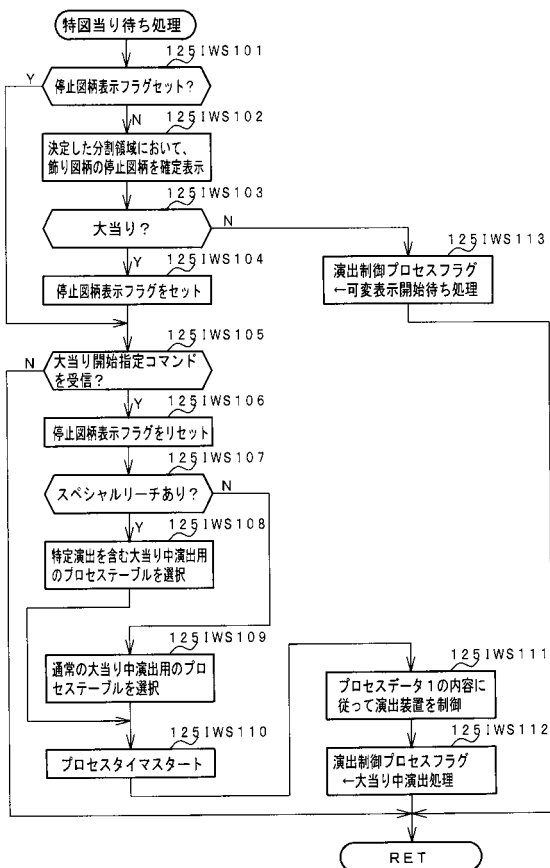 特図当り待ち処理
125IWS101
Y
停止図柄表示フラグセット？
N
125IWS102
決定した分割領域において、
飾り図柄の停止図柄を確定表示
125IWS103
大当り？
N
Y
125IWS104
停止図柄表示フラグをセット
125IWS113
演出制御プロセスフラグ
←可変表示開始待ち処理
125IWS105
N
大当り開始指定コマンド
を受信？
Y
125IWS106
停止図柄表示フラグをリセット
125IWS107
スペシャルリーチあり？
N
Y
125IWS108
特定演出を含む大当り中演出用
のプロセステーブルを選択
125IWS109
通常の大当り中演出用のプロ
セステーブルを選択
125IWS110
プロセスタイマスタート
125IWS111
プロセスデータ１の内容に
従って演出装置を制御
125IWS112
演出制御プロセスフラグ
←大当り中演出処理
RET